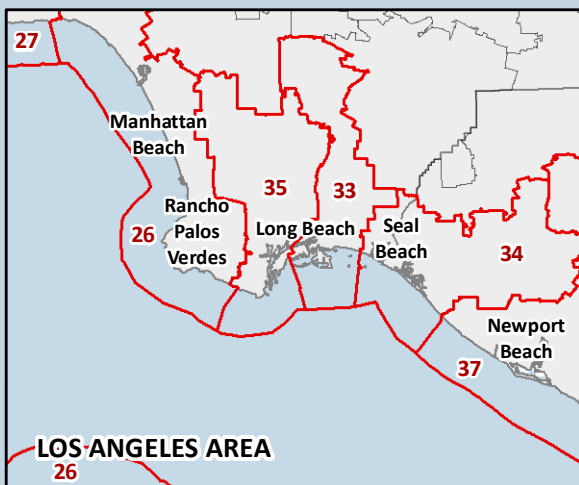 27
Manhattan
Beach
35
33
Rancho
Palos
Verdes
Long Beach
Seal
Beach
26
34
Newport
Beach
37
LOS ANGELES AREA
26